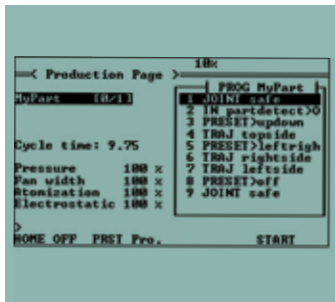 10%
< Production Page >
MyPart [0/1]
Cycle time: 9.75
Pressure 100 %
Fan width 100 %
Atomization 100 %
Electrostatic 100 %
PROG MyPart
1 JOINT safe
2 IN partdetect>0
3 PRESET>updown
4 TRAJ topside
5 PRESET>leftrigh
6 TRAJ rightside
7 TRAJ leftside
8 PRESET>off
9 JOINT safe
>
HOME OFF PRST Pro. START